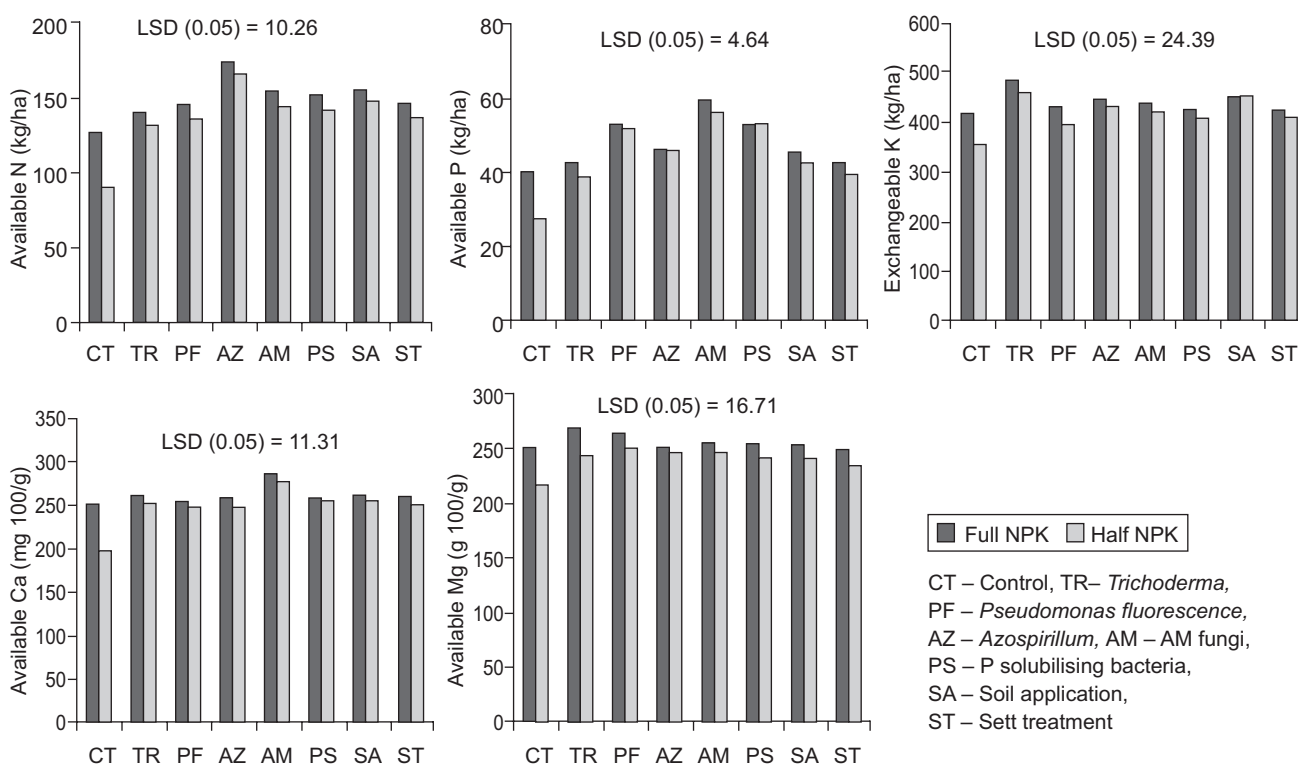 LSD (0.05) = 10.26
Available N (kg/ha)
200
150
100
50
0
CT TR PF AZ AM PS SA ST
LSD (0.05) = 4.64
Available P (kg/ha)
80
60
40
20
0
CT TR PF AZ AM PS SA ST
LSD (0.05) = 24.39
Exchangeable K (kg/ha)
600
500
400
300
400
100
0
CT TR PF AZ AM PS SA ST
LSD (0.05) = 11.31
Available Ca (mg 100/g)
350
300
250
200
250
100
50
0
CT TR PF AZ AM PS SA ST
LSD (0.05) = 16.71
Available Mg (g 100/g)
300
250
200
250
100
50
0
CT TR PF AZ AM PS SA ST
Full NPK Half NPK
CT – Control, TR– Trichoderma,
PF – Pseudomonas fluorescence,
AZ – Azospirillum, AM – AM fungi,
PS – P solubilising bacteria,
SA – Soil application,
ST – Sett treatment